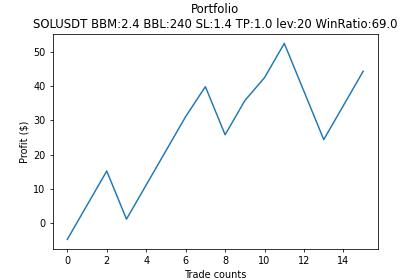 Portfolio
SOLUSDT BBM:2.4 BBL:240 SL:1.4 TP:1.0 lev:20 WinRatio:69.0
Profit ($)
50
40
30
20
10
0
0 2 4 6 8 10 12 14
Trade counts